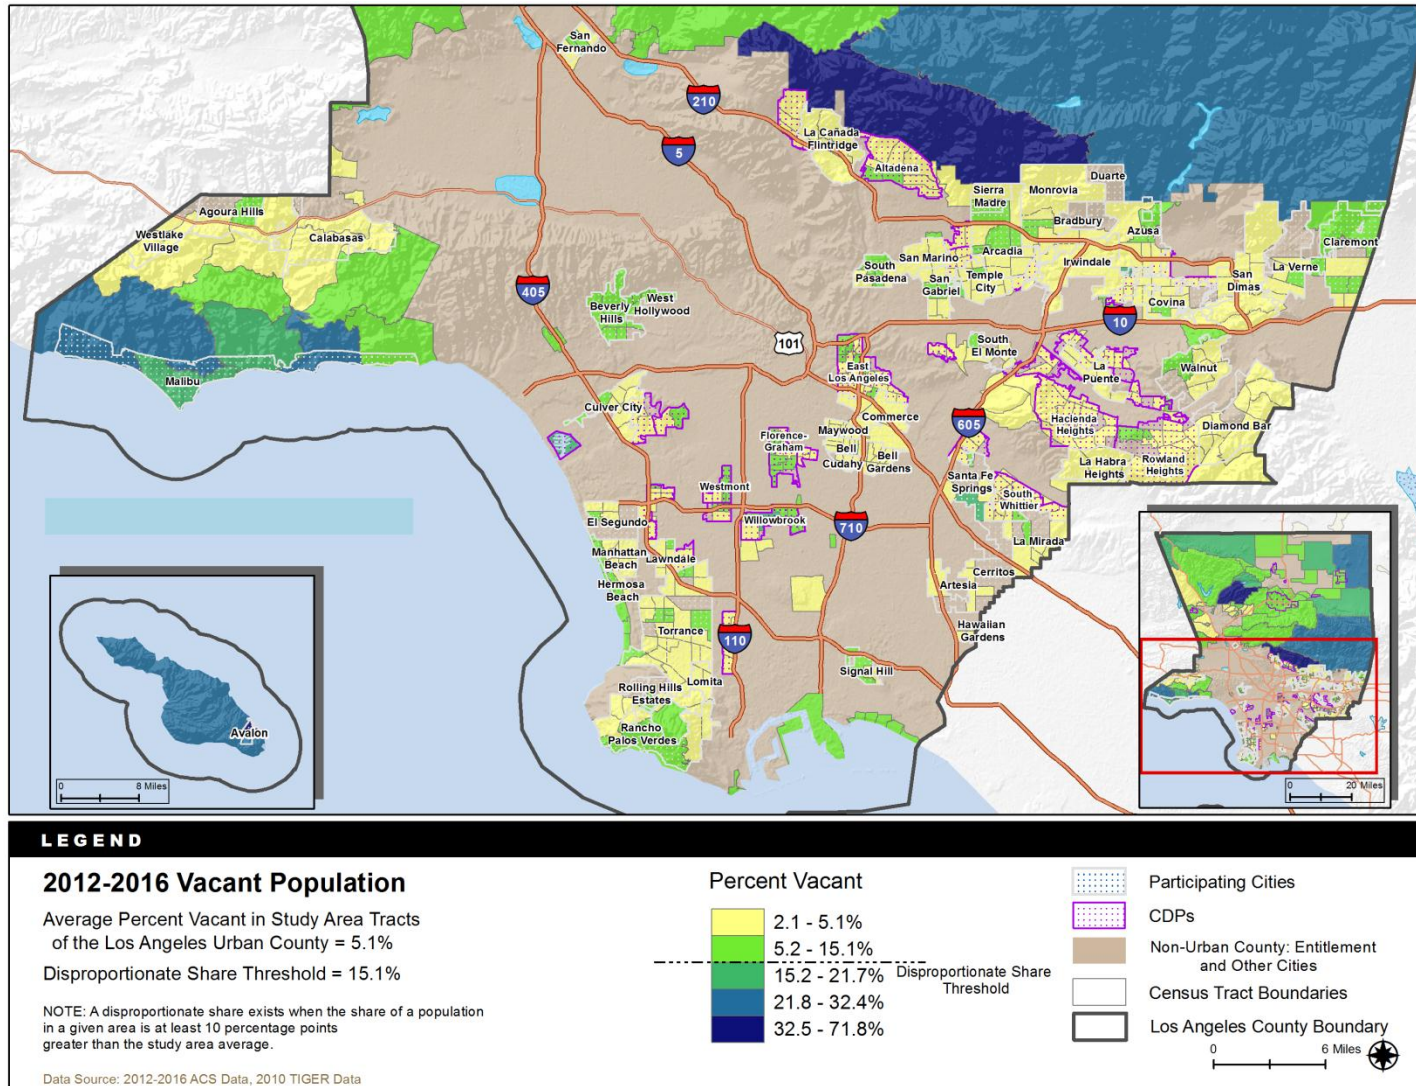 San
Fernando
210
5
La Cañada
Flintridge
Altadena
Duarte
Sierra
Madre
Monrovia
Bradbury
Azusa
Claremont
Agoura Hills
Westlake
Village
Calabasas
405
South
Pasadena
San Marino
Arcadia
Irwindale
San
Gabriel
Temple
City
San
Dimas
La Verne
Covina
Beverly
Hills
West
Hollywood
101
10
South
El Monte
Malibu
East
Los Angeles
La
Puente
Walnut
Culver City
Commerce
605
Hacienda
Heights
Diamond Bar
Maywood
Bell
Cudahy
Bell
Gardens
Florence-
Graham
La Habra
Heights
Rowland
Heights
Westmont
Santa Fe
Springs
South
Whittier
El Segundo
Willowbrook
710
La Mirada
Manhattan
Beach
Lawndale
Hermosa
Beach
Cerritos
Artesia
Hawaiian
Gardens
Torrance
110
Signal Hill
Rolling Hills
Estates
Lomita
Rancho
Palos Verdes
Avalon
0 8 Miles
0 20 Miles
LEGEND
2012-2016 Vacant Population
Average Percent Vacant in Study Area Tracts
of the Los Angeles Urban County = 5.1%
Disproportionate Share Threshold = 15.1%
NOTE: A disproportionate share exists when the share of a population
in a given area is at least 10 percentage points
greater than the study area average.
Data Source: 2012-2016 ACS Data, 2010 TIGER Data
Percent Vacant
2.1 - 5.1%
5.2 - 15.1%
15.2 - 21.7%
21.8 - 32.4%
32.5 - 71.8%
Disproportionate Share
Threshold
Participating Cities
CDPs
Non-Urban County: Entitlement
and Other Cities
Census Tract Boundaries
Los Angeles County Boundary
0 6 Miles